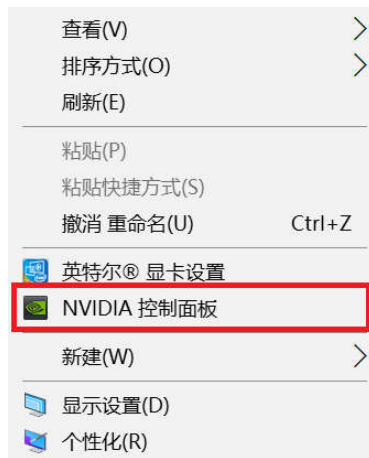 查看(V)
排序方式(O)
刷新(E)
粘贴(P)
粘贴快捷方式(S)
撤消 重命名(U) Ctrl+Z
英特尔® 显卡设置
NVIDIA 控制面板
新建(W)
显示设置(D)
个性化(R)